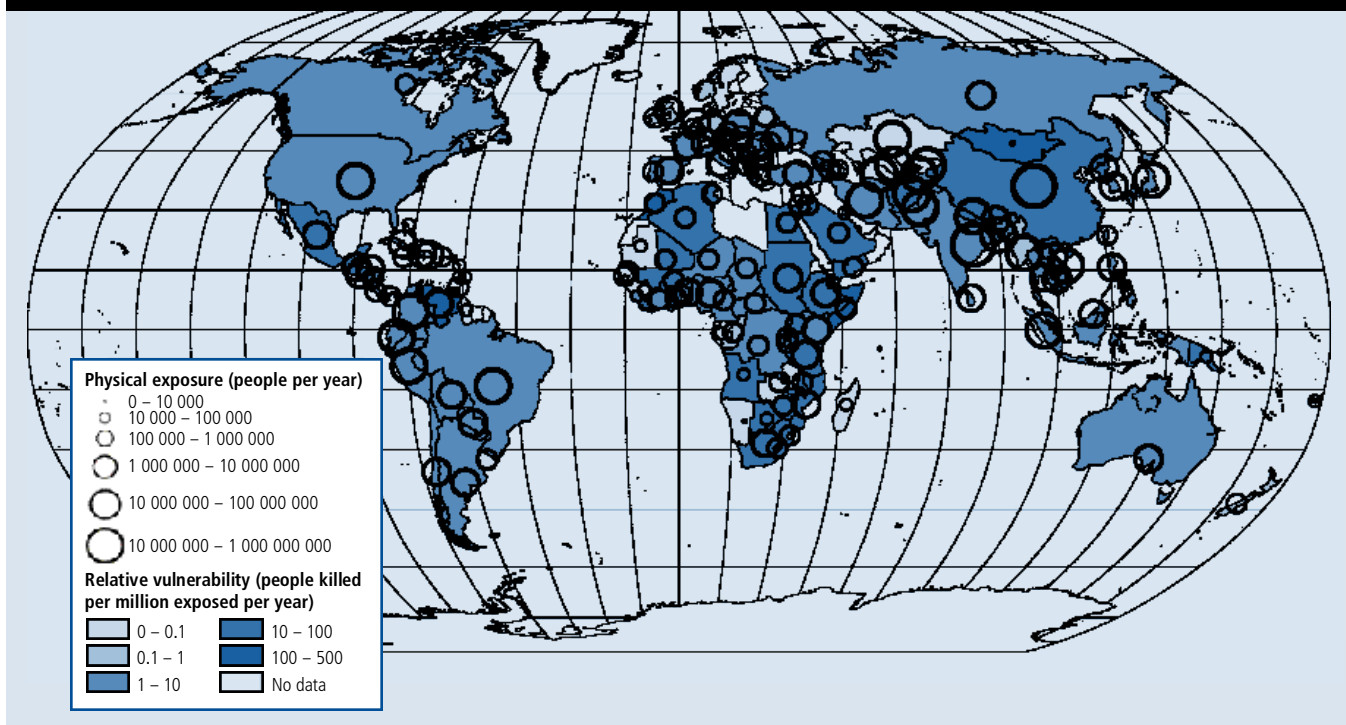 Physical exposure (people per year)
0 – 10 000
10 000 – 100 000
100 000 – 1 000 000
1 000 000 – 10 000 000
10 000 000 – 100 000 000
10 000 000 – 1 000 000 000
Relative vulnerability (people killed
per million exposed per year)
0 – 0.1
0.1 – 1
1 – 10
10 – 100
100 – 500
No data